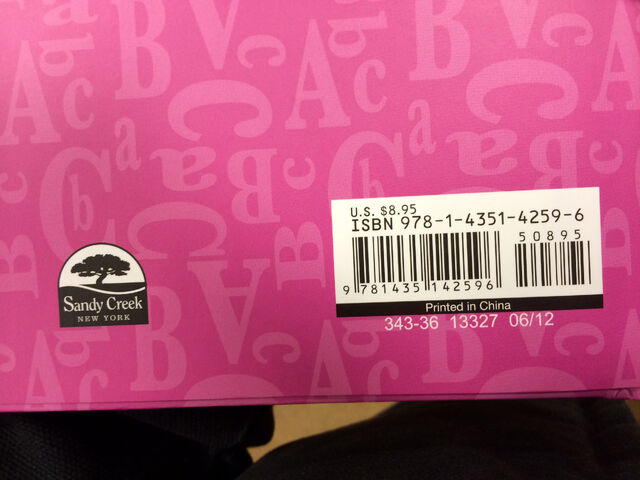 U.S. $8.95
ISBN 978-1-4351-4259-6
50895
9 781435 142596
Printed in China
343-36 13327 06/12
Sandy Creek
NEW YORK